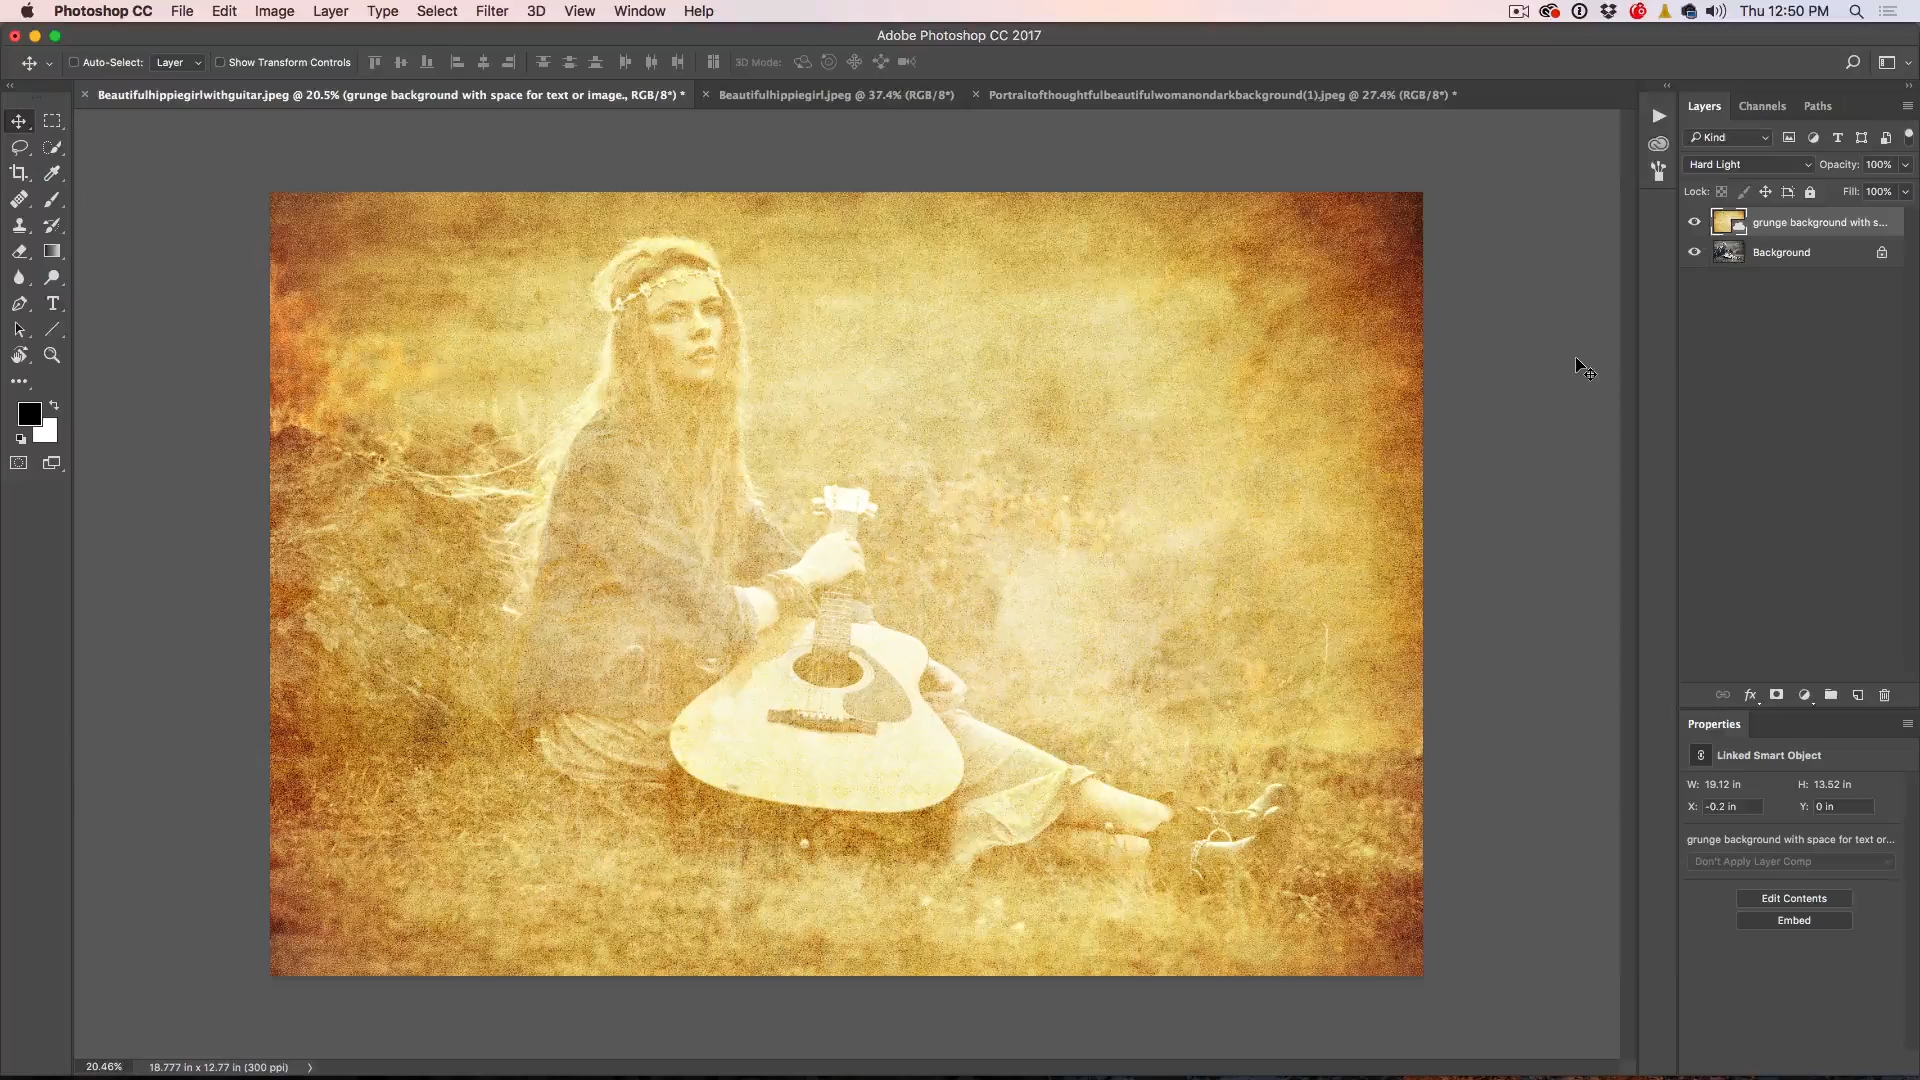 Photoshop CC File Edit Image Layer Type Select Filter 3D View Window Help Thu 12:50 PM
Adobe Photoshop CC 2017
Auto-Select: Layer Show Transform Controls 3D Mode:
Beautifulhippiegirlwithguitar.jpeg @ 20.5% (grunge background with space for text or image., RGB/8*) * Beautifulhippiegirl.jpeg @ 37.4% (RGB/8*) Portraitofthoughtfulbeautifulwomanondarkbackground(1).jpeg @ 27.4% (RGB/8*) *
Layers Channels Paths
Kind
Hard Light Opacity: 100%
Lock: Fill: 100%
grunge background with s...
Background
fx
Properties
Linked Smart Object
W: 19.12 in H: 13.52 in
X: -0.2 in Y: 0 in
grunge background with space for text or...
Don't Apply Layer Comp
Edit Contents
Embed
20.46% 18.777 in x 12.77 in (300 ppi)